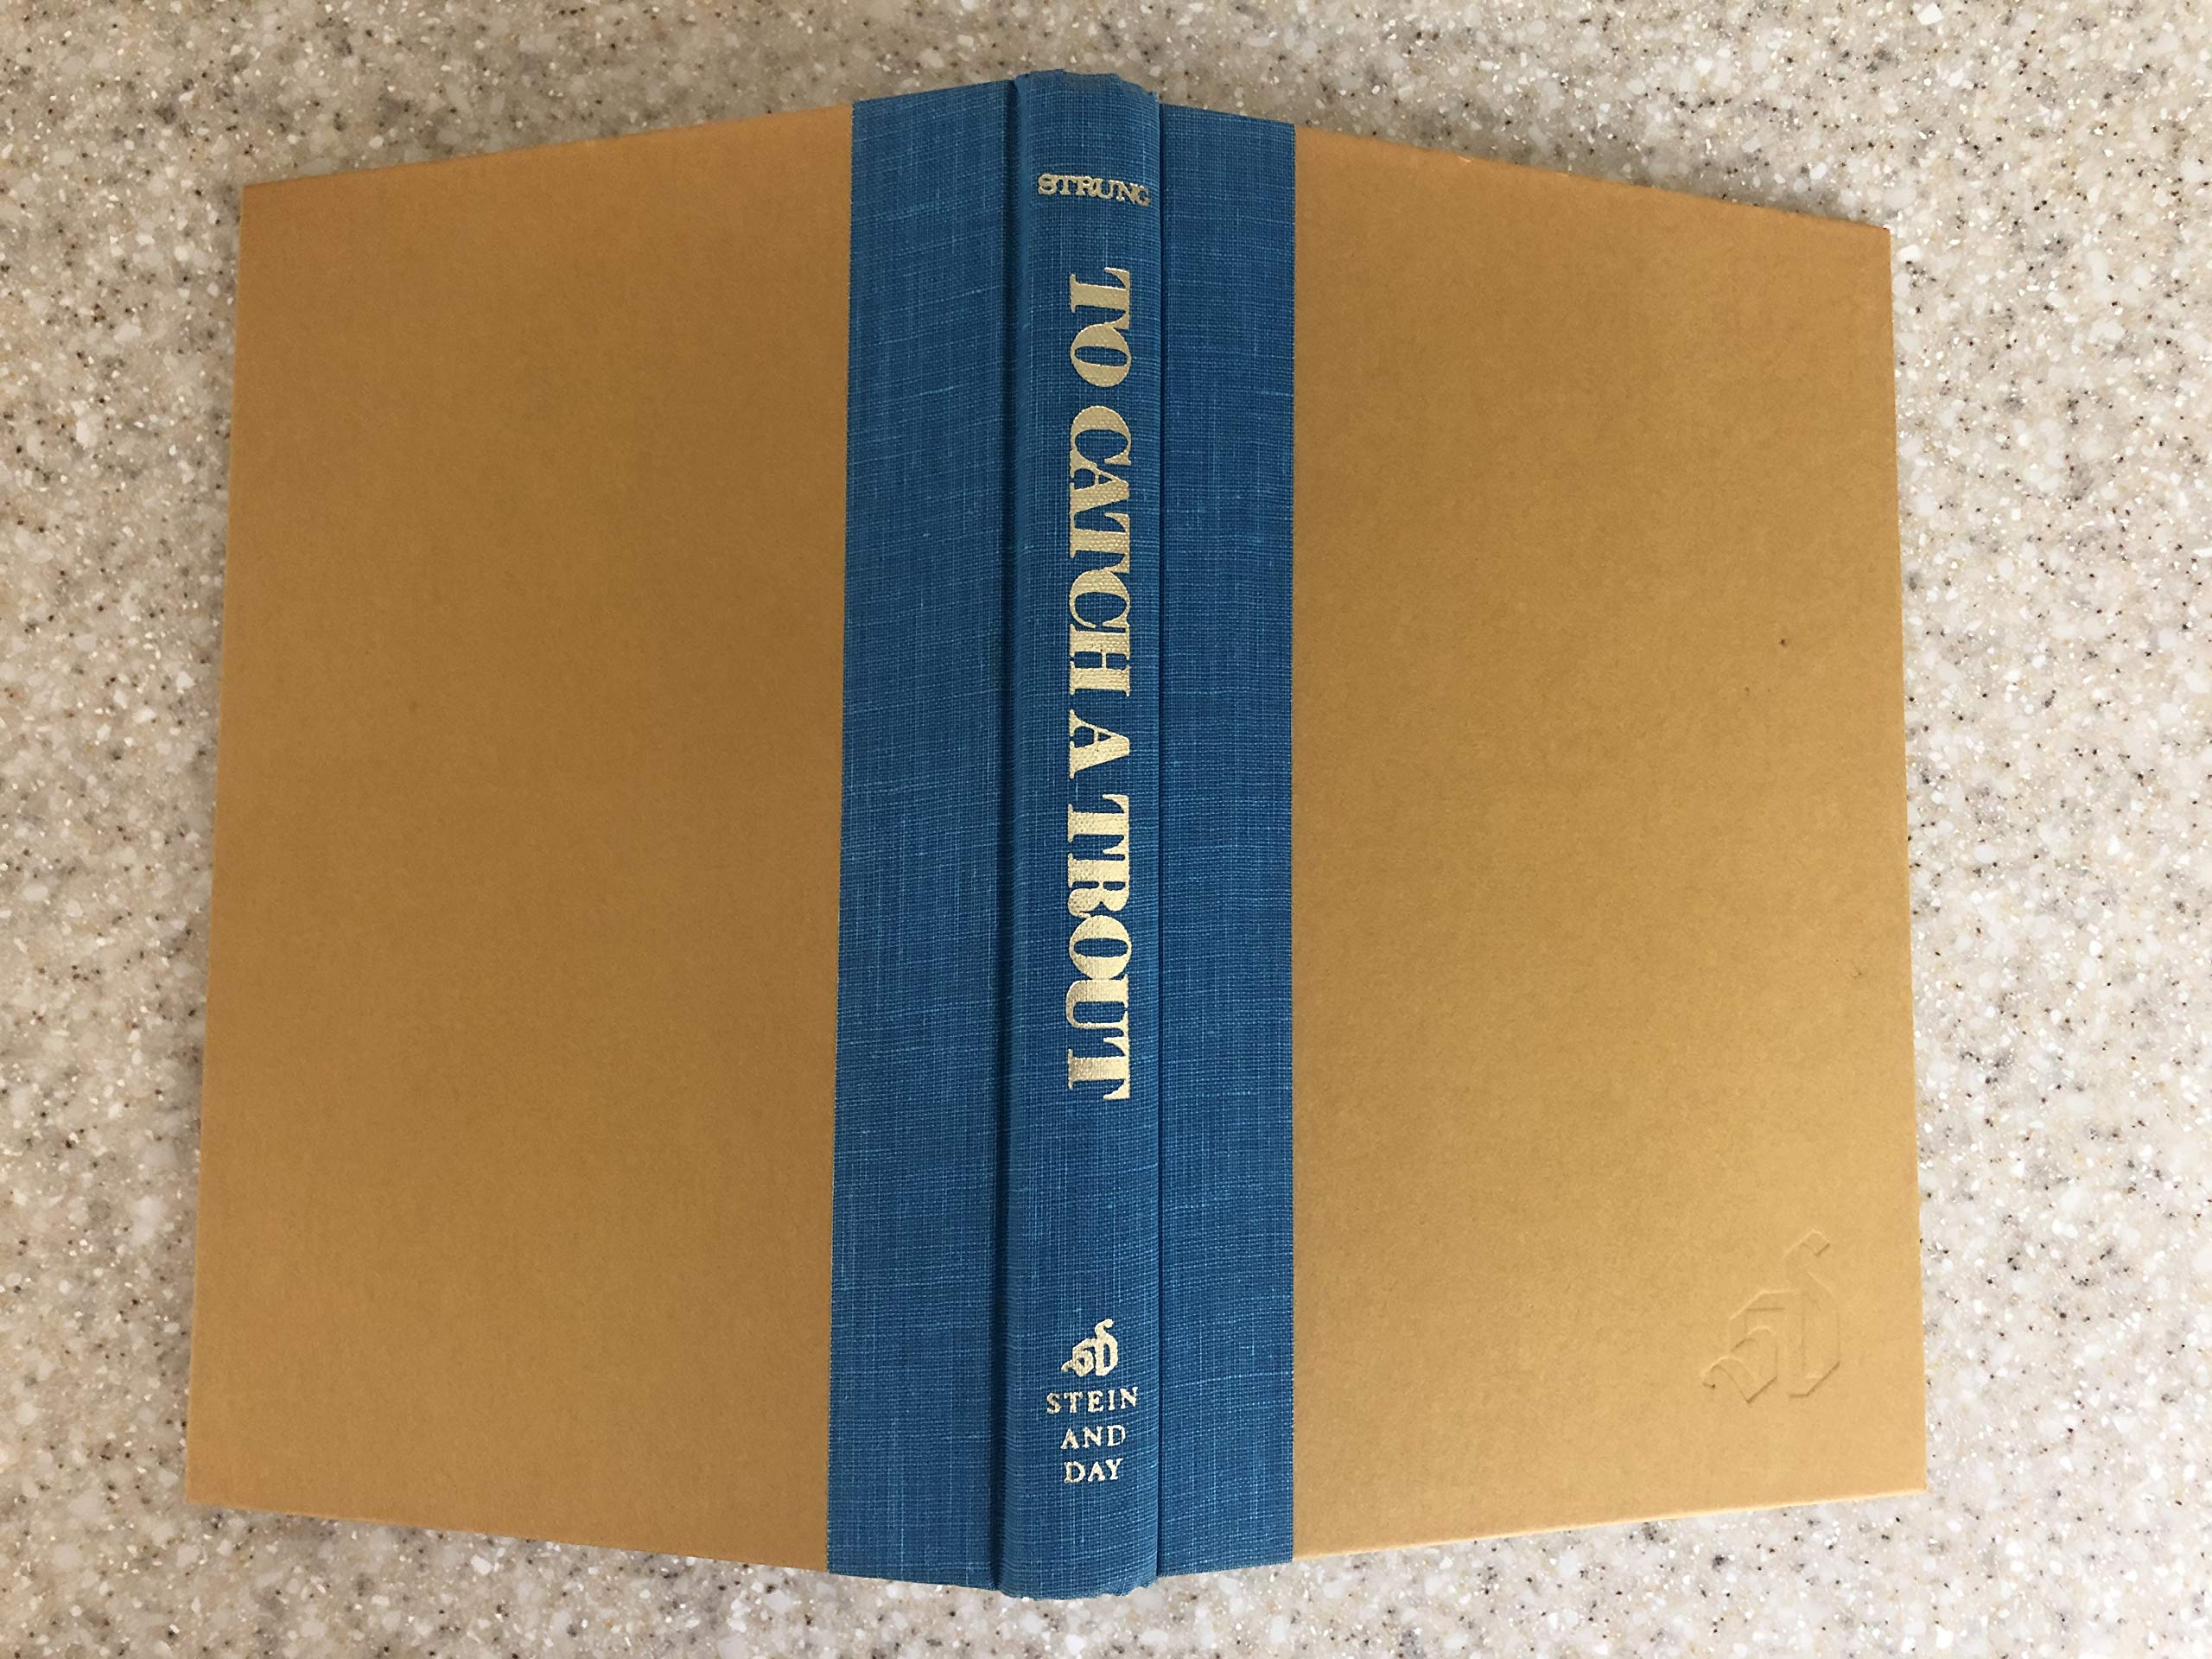 STRUNG
TO CATCH A TROUT
STEIN
AND
DAY